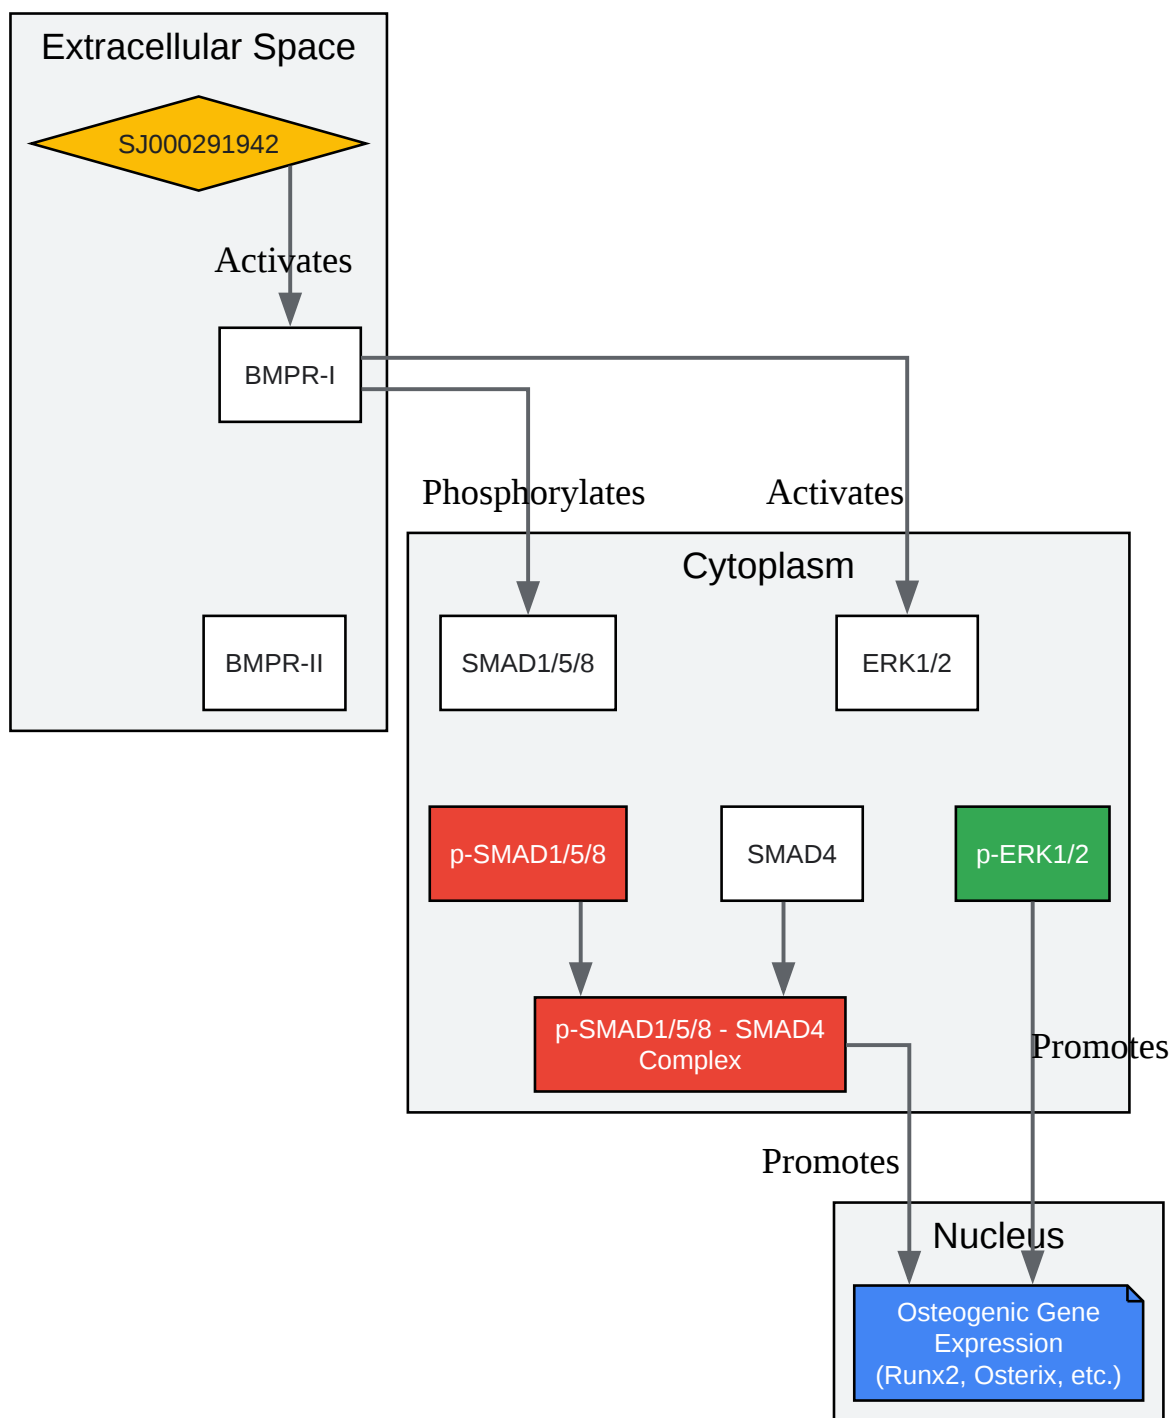 Extracellular Space
SJ000291942
Activates
BMPR-I
Phosphorylates
Activates
Cytoplasm
BMPR-II
SMAD1/5/8
ERK1/2
p-SMAD1/5/8
SMAD4
p-ERK1/2
p-SMAD1/5/8 - SMAD4
Complex
Promotes
Promotes
Nucleus
Osteogenic Gene
Expression
(Runx2, Osterix, etc.)